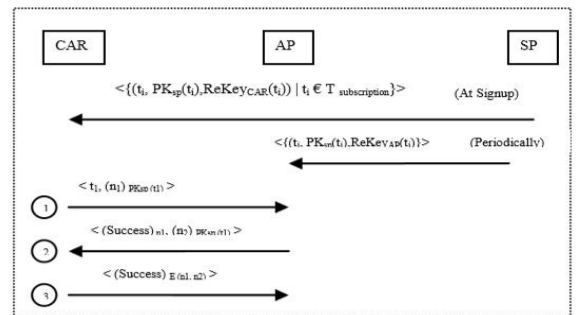 CAR AP SP
<{(tᵢ, PKsp(tᵢ),ReKeyCAR(tᵢ)) | tᵢ € T subscription}> (At Signup)
<{(tᵢ, PKsp(tᵢ),ReKeyAP(tᵢ)}> (Periodically)
< t₁, (n₁) PKsp (t1) >
1
< (Success) n1, (n₂) PKsp (t1) >
2
< (Success) E (n1, n2) >
3